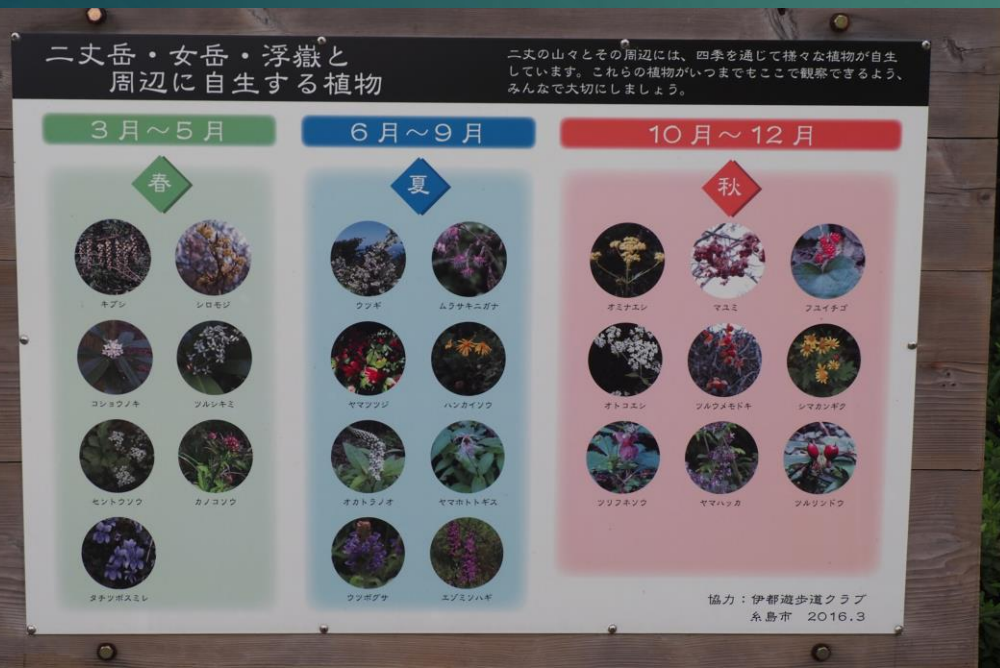 二丈岳・女岳・浮嶽と
周辺に自生する植物
二丈の山々とその周辺には、四季を通じて様々な植物が自生
しています。これらの植物がいつまでもここで観察できるよう、
みんなで大切にしましょう。
3月～5月
春
キブシ
シロモジ
コショウノキ
ツルシキミ
セントウソウ
カノコソウ
タチツボスミレ
6月～9月
夏
ウツギ
ムラサキニガナ
ヤマツツジ
ハンカイソウ
オカトラノオ
ヤマホトトギス
ウツボグサ
エゾミソハギ
10月～12月
秋
オミナエシ
マユミ
フユイチゴ
オトコエシ
ツルウメモドキ
シマカンギク
ツリフネソウ
ヤマハッカ
ツルリンドウ
協力：伊都遊歩道クラブ
糸島市 2016.3